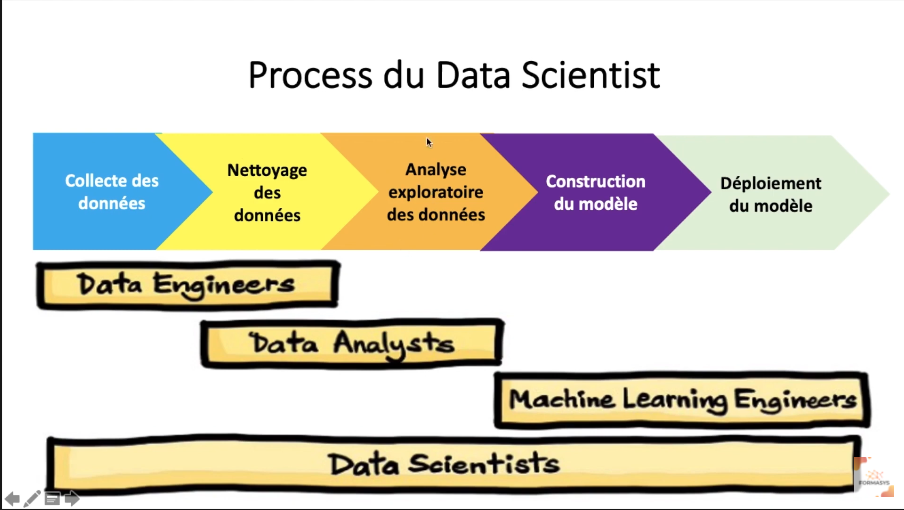 Process du Data Scientist
Collecte des
données
Nettoyage
des
données
Analyse
exploratoire
des données
Construction
du modèle
Déploiement
du modèle
Data Engineers
Data Analysts
Machine Learning Engineers
Data Scientists
FORMASYS